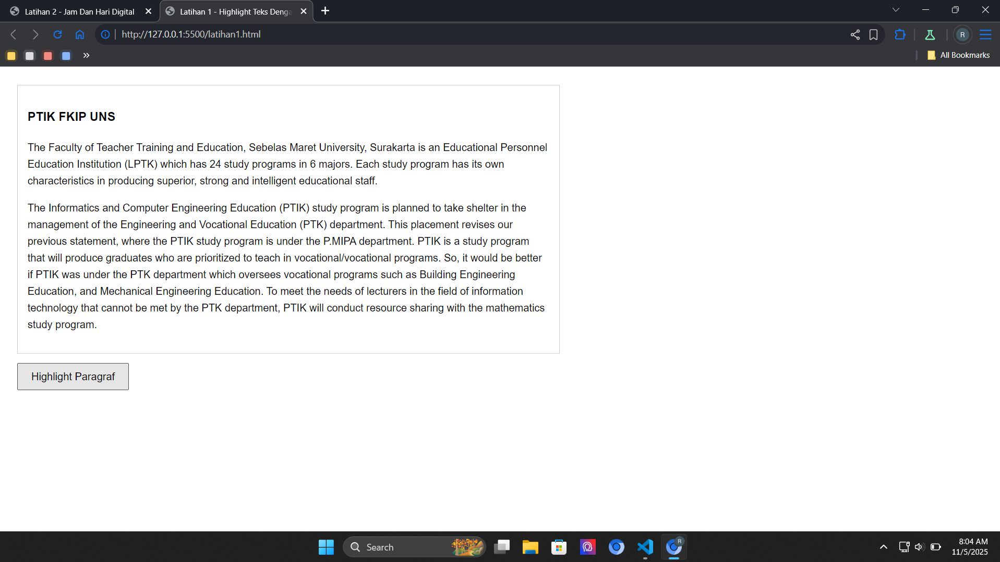 Latihan 2 - Jam Dan Hari Digital
Latihan 1 - Highlight Teks Denga
http://127.0.0.1:5500/latihan1.html
R
All Bookmarks
PTIK FKIP UNS
The Faculty of Teacher Training and Education, Sebelas Maret University, Surakarta is an Educational Personnel
Education Institution (LPTK) which has 24 study programs in 6 majors. Each study program has its own
characteristics in producing superior, strong and intelligent educational staff.
The Informatics and Computer Engineering Education (PTIK) study program is planned to take shelter in the
management of the Engineering and Vocational Education (PTK) department. This placement revises our
previous statement, where the PTIK study program is under the P.MIPA department. PTIK is a study program
that will produce graduates who are prioritized to teach in vocational/vocational programs. So, it would be better
if PTIK was under the PTK department which oversees vocational programs such as Building Engineering
Education, and Mechanical Engineering Education. To meet the needs of lecturers in the field of information
technology that cannot be met by the PTK department, PTIK will conduct resource sharing with the mathematics
study program.
Highlight Paragraf
Search
R
8:04 AM
11/5/2025